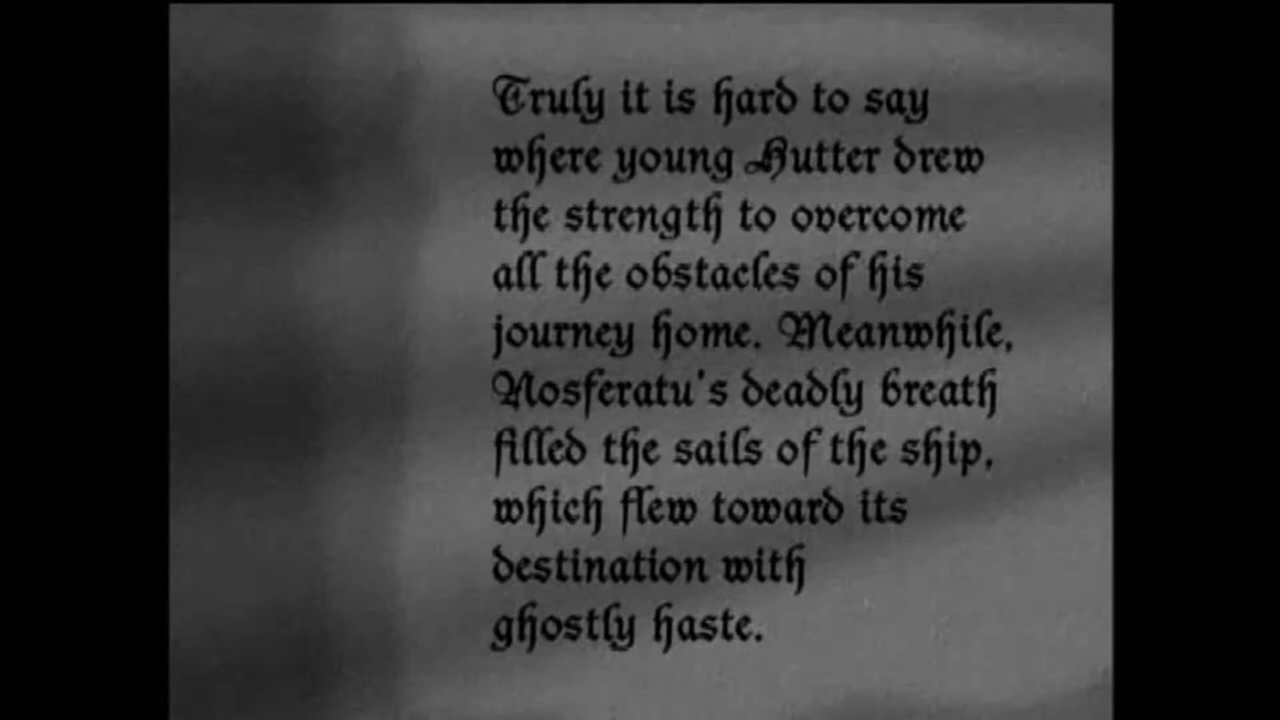 Truly it is hard to say
where young Hutter drew
the strength to overcome
all the obstacles of his
journey home. Meanwhile,
Nosferatu's deadly breath
filled the sails of the ship,
which flew toward its
destination with
ghostly haste.